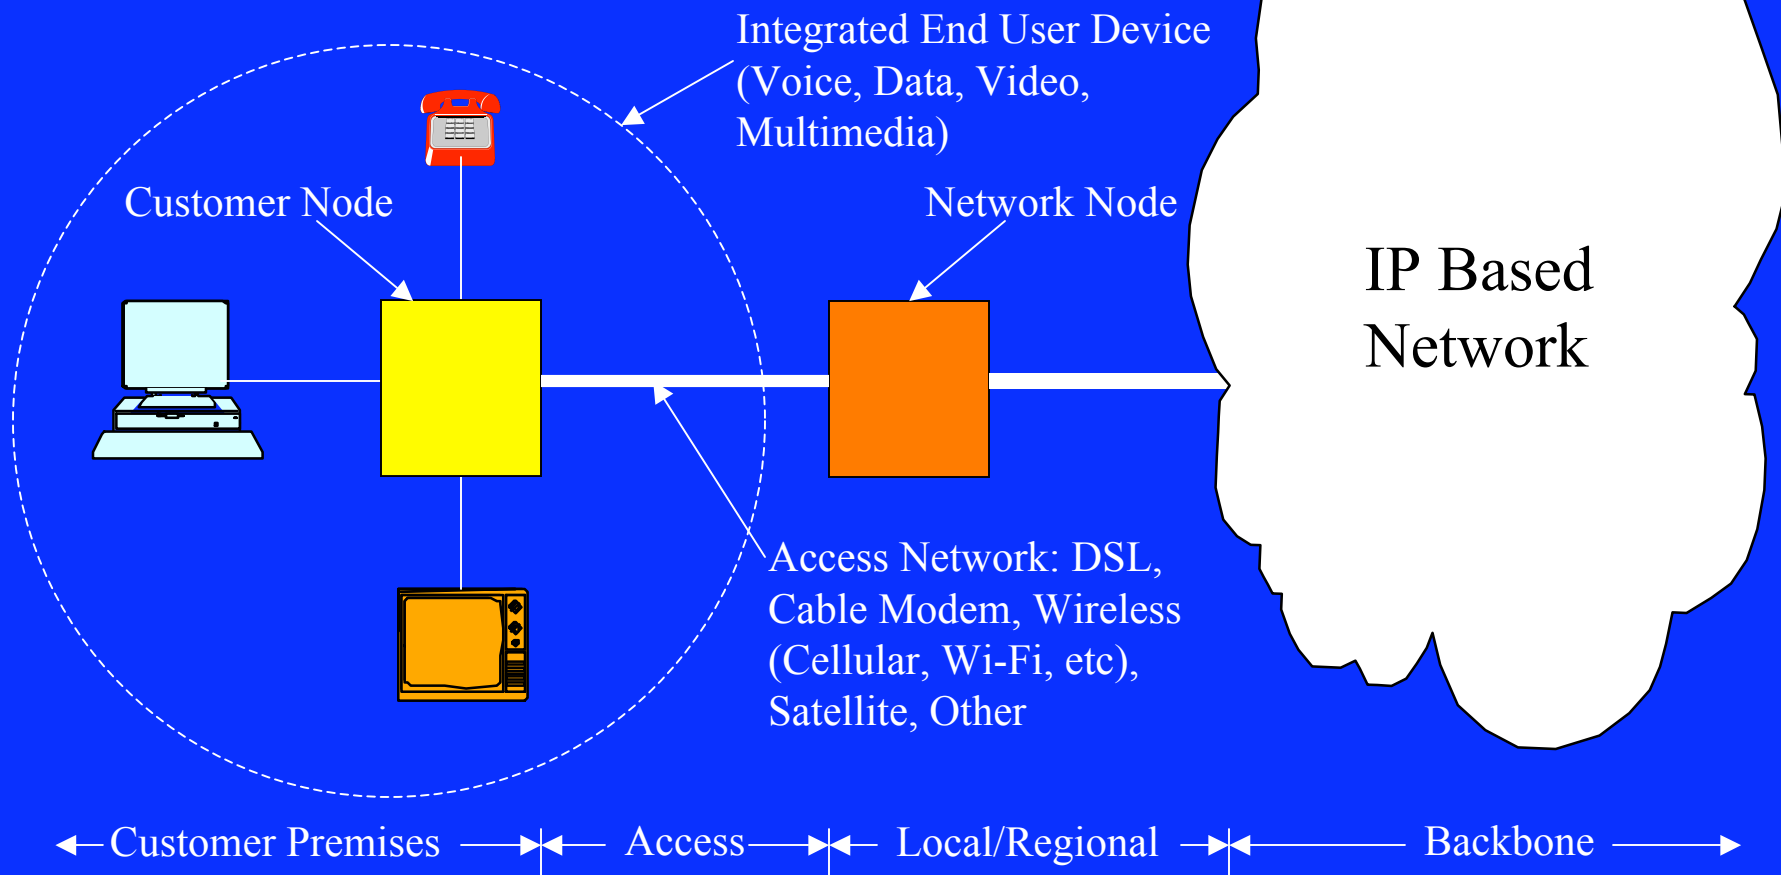 Integrated End User Device
(Voice, Data, Video,
Multimedia)
Customer Node
Network Node
IP Based
Network
Access Network: DSL,
Cable Modem, Wireless
(Cellular, Wi-Fi, etc),
Satellite, Other
Customer Premises
Access
Local/Regional
Backbone